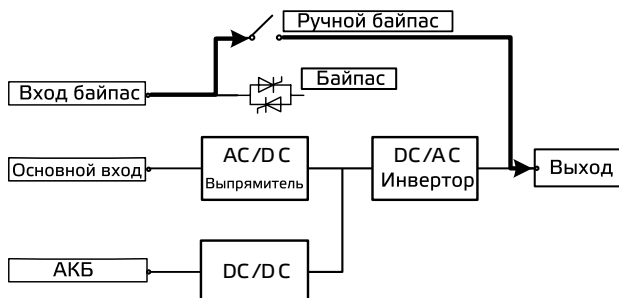 Ручной байпас
Байпас
Вход байпас
AC/DC
Выпрямитель
DC/AC
Инвертор
Основной вход
Выход
АКБ
DC/DC